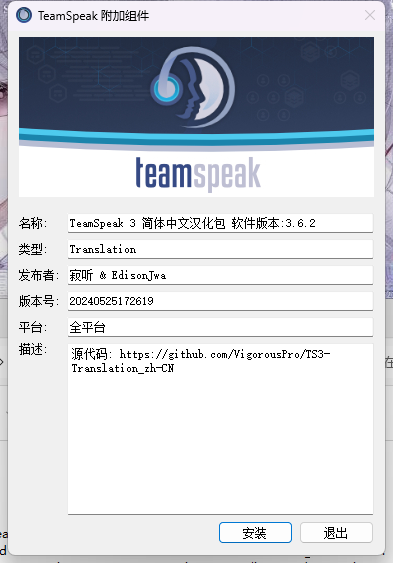 TeamSpeak 附加组件
teamspeak
名称: TeamSpeak 3 简体中文汉化包 软件版本:3.6.2
类型: Translation
发布者: 寂听 & EdisonJwa
版本号: 20240525172619
平台: 全平台
描述: 源代码: https://github.com/VigorousPro/TS3-
Translation_zh-CN
安装 退出